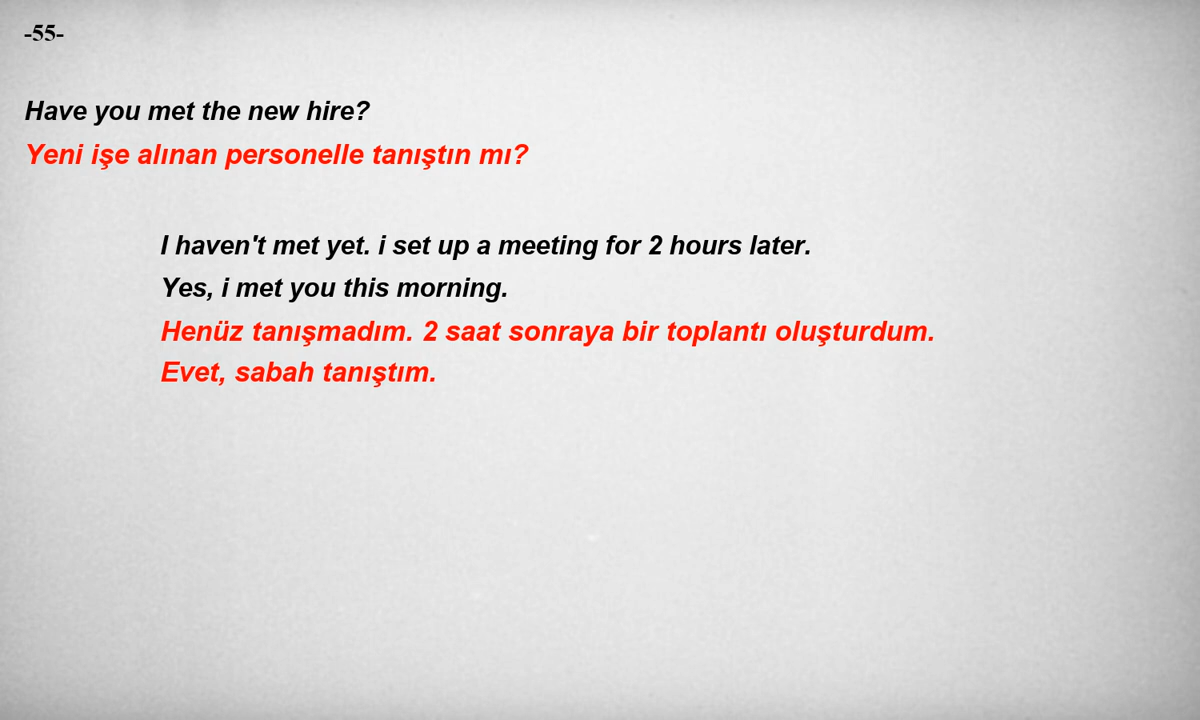 -55-
Have you met the new hire?
Yeni işe alınan personelle tanıştın mı?
I haven't met yet. i set up a meeting for 2 hours later.
Yes, i met you this morning.
Henüz tanışmadım. 2 saat sonraya bir toplantı oluşturdum.
Evet, sabah tanıştım.